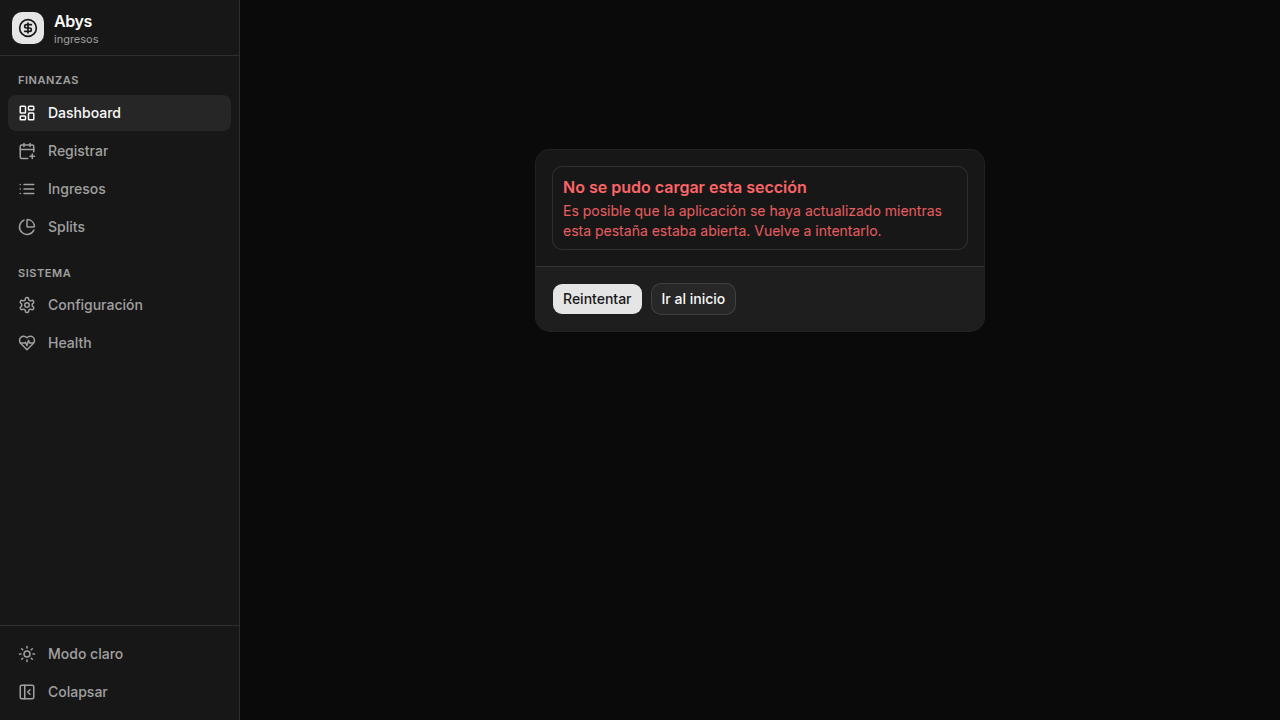 Abys
ingresos
FINANZAS
Dashboard
Registrar
Ingresos
Splits
SISTEMA
Configuración
Health
Modo claro
Colapsar
No se pudo cargar esta sección
Es posible que la aplicación se haya actualizado mientras
esta pestaña estaba abierta. Vuelve a intentarlo.
Reintentar
Ir al inicio